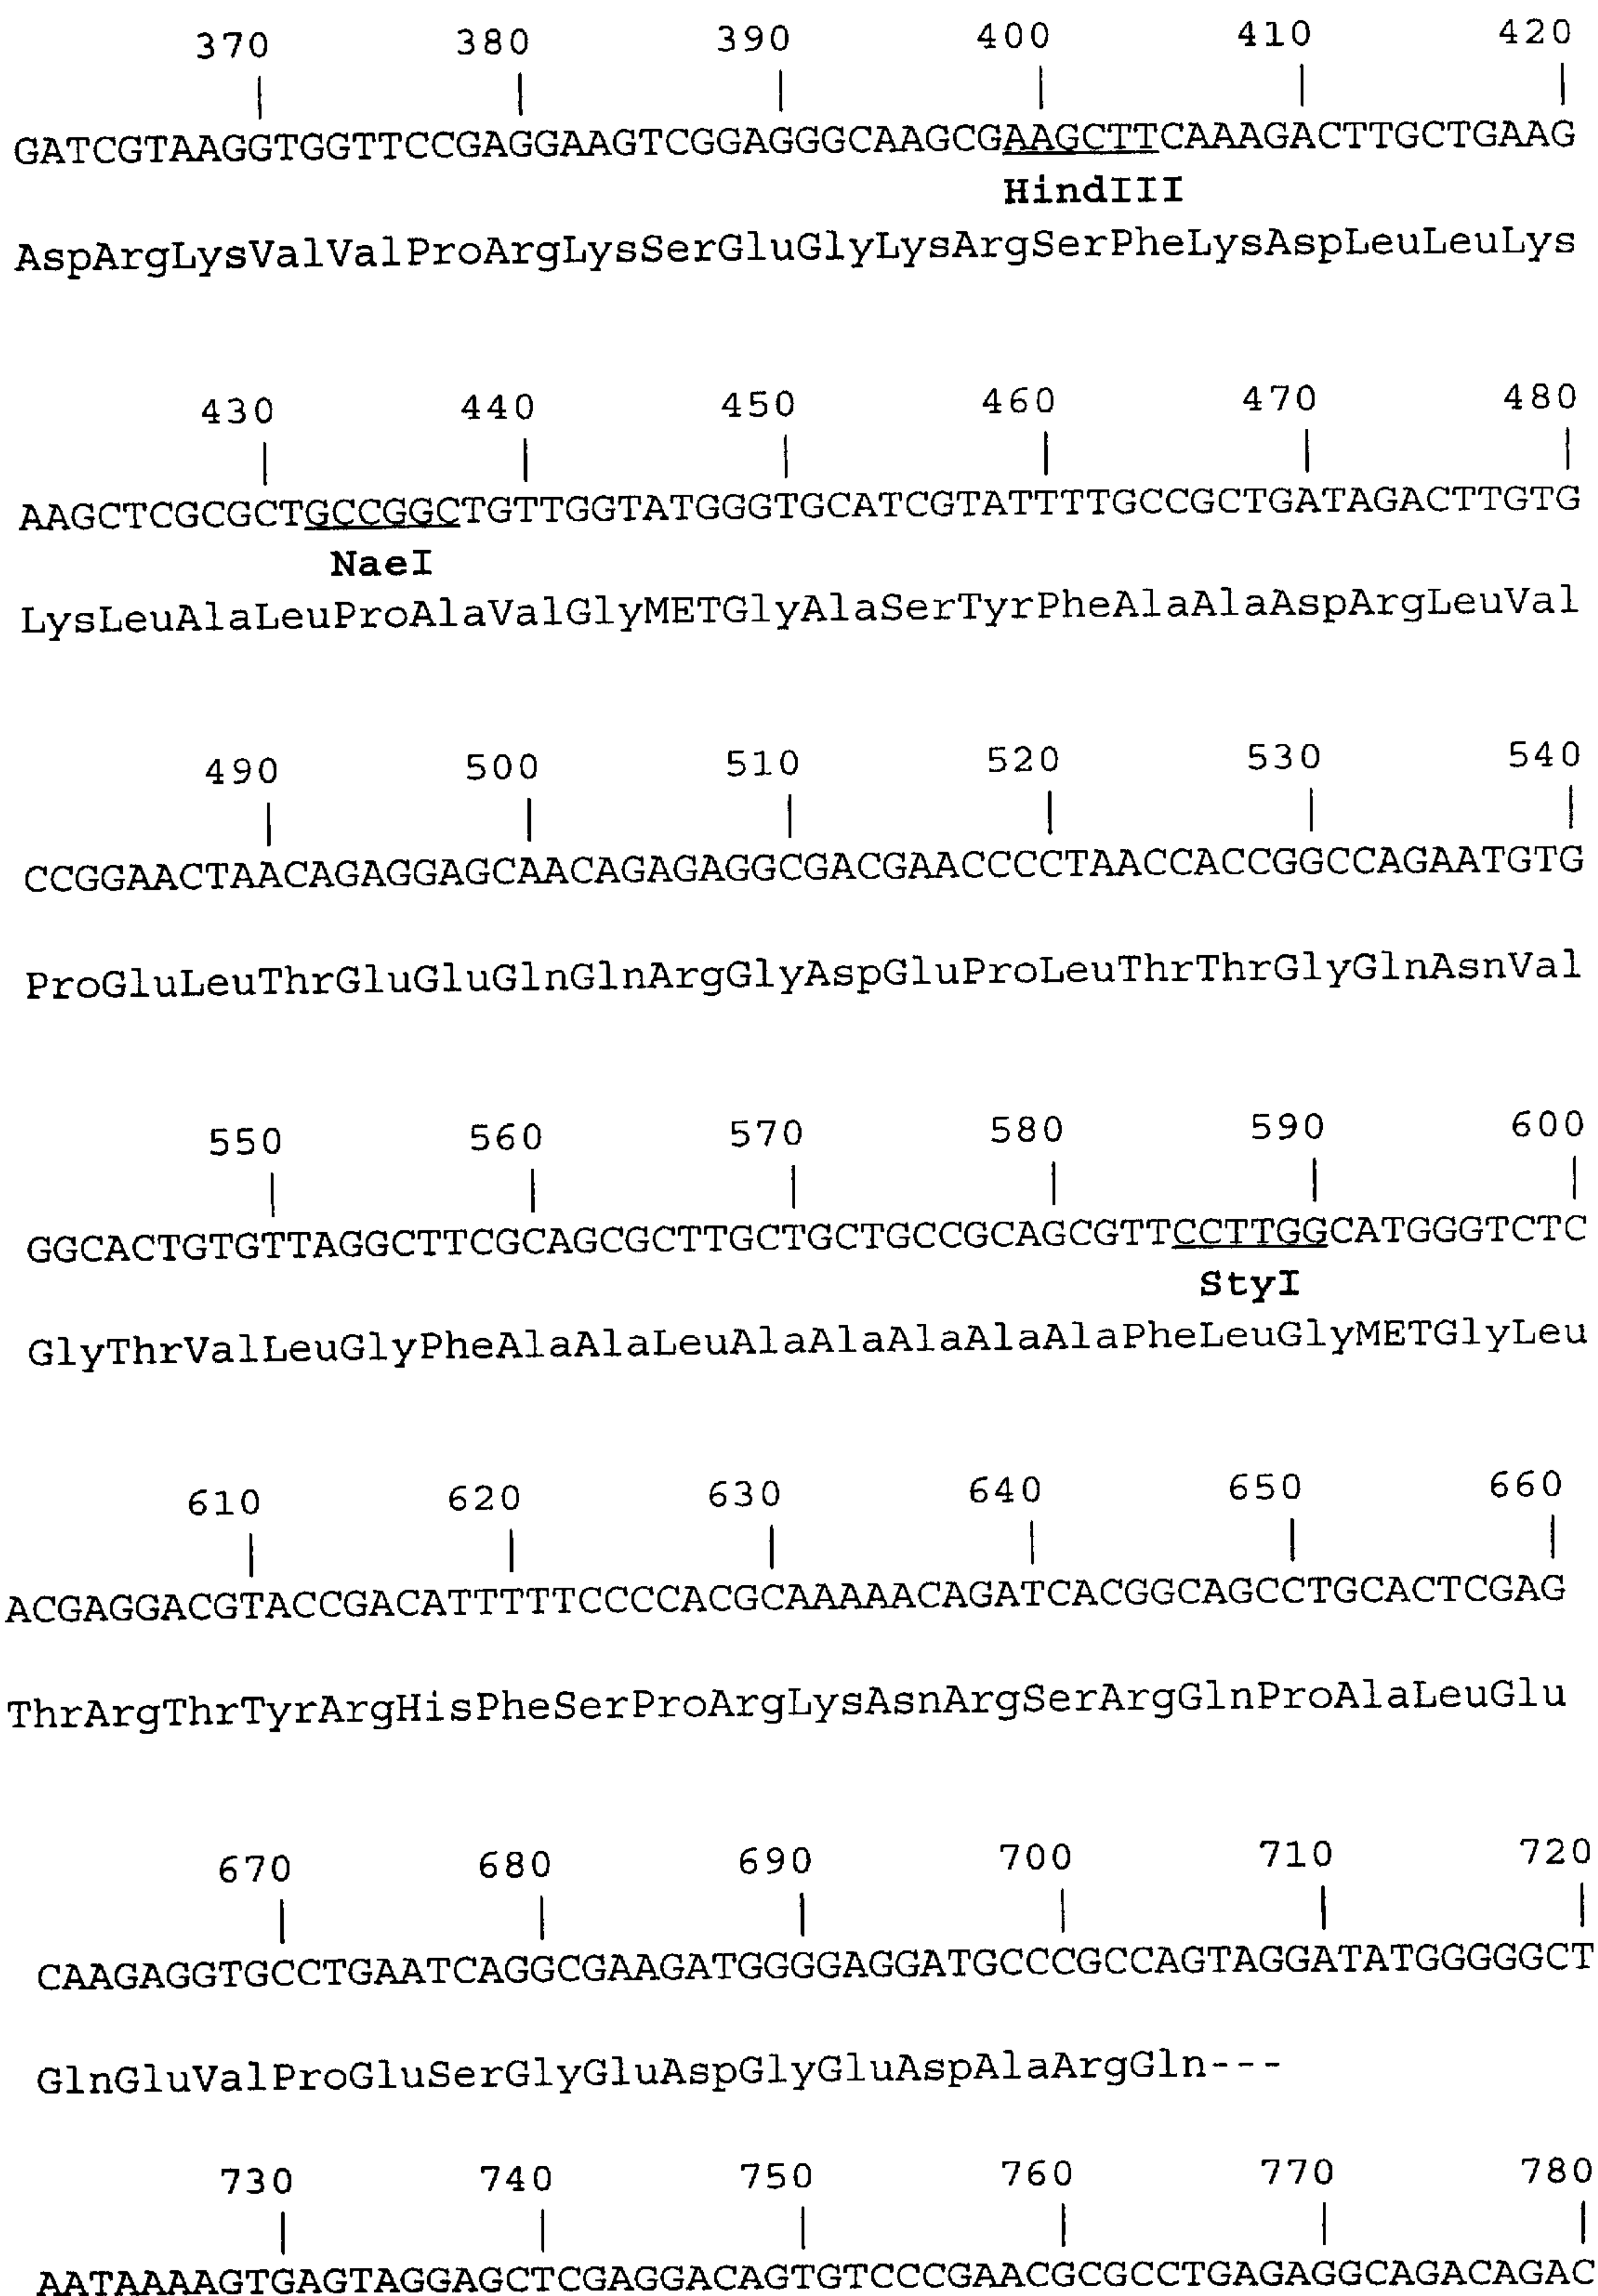 370 380 390 400 410 420
GATCGTAAGGTGGTTCCGAGGAAGTCGGAGGGCAAGCGAAGCTTCAAAGACTTGCTGAAG
HindIII
AspArgLysValValProArgLysSerGluGlyLysArgSerPheLysAspLeuLeuLys
430 440 450 460 470 480
AAGCTCGCGCTGCCGGCTGTTGGTATGGGTGCATCGTATTTTGCCGCTGATAGACTTGTG
NaeI
LysLeuAlaLeuProAlaValGlyMETGlyAlaSerTyrPheAlaAlaAspArgLeuVal
490 500 510 520 530 540
CCGGAACTAACAGAGGAGCAACAGAGAGGCGACGAACCCCTAACCACCGGCCAGAATGTG
ProGluLeuThrGluGluGlnGlnArgGlyAspGluProLeuThrThrGlyGlnAsnVal
550 560 570 580 590 600
GGCACTGTGTTAGGCTTCGCAGCGCTTGCTGCTGCCGCAGCGTTCCTTGGCATGGGTCTC
StyI
GlyThrValLeuGlyPheAlaAlaLeuAlaAlaAlaAlaAlaPheLeuGlyMETGlyLeu
610 620 630 640 650 660
ACGAGGACGTACCGACATTTTTCCCCACGCAAAAACAGATCACGGCAGCCTGCACTCGAG
ThrArgThrTyrArgHisPheSerProArgLysAsnArgSerArgGlnProAlaLeuGlu
670 680 690 700 710 720
CAAGAGGTGCCTGAATCAGGCGAAGATGGGGAGGATGCCCGCCAGTAGGATATGGGGGCT
GlnGluValProGluSerGlyGluAspGlyGluAspAlaArgGln---
730 740 750 760 770 780
AATAAAAGTGAGTAGGAGCTCGAGGACAGTGTCCCGAACGCGCCTGAGAGGCAGACAGAC